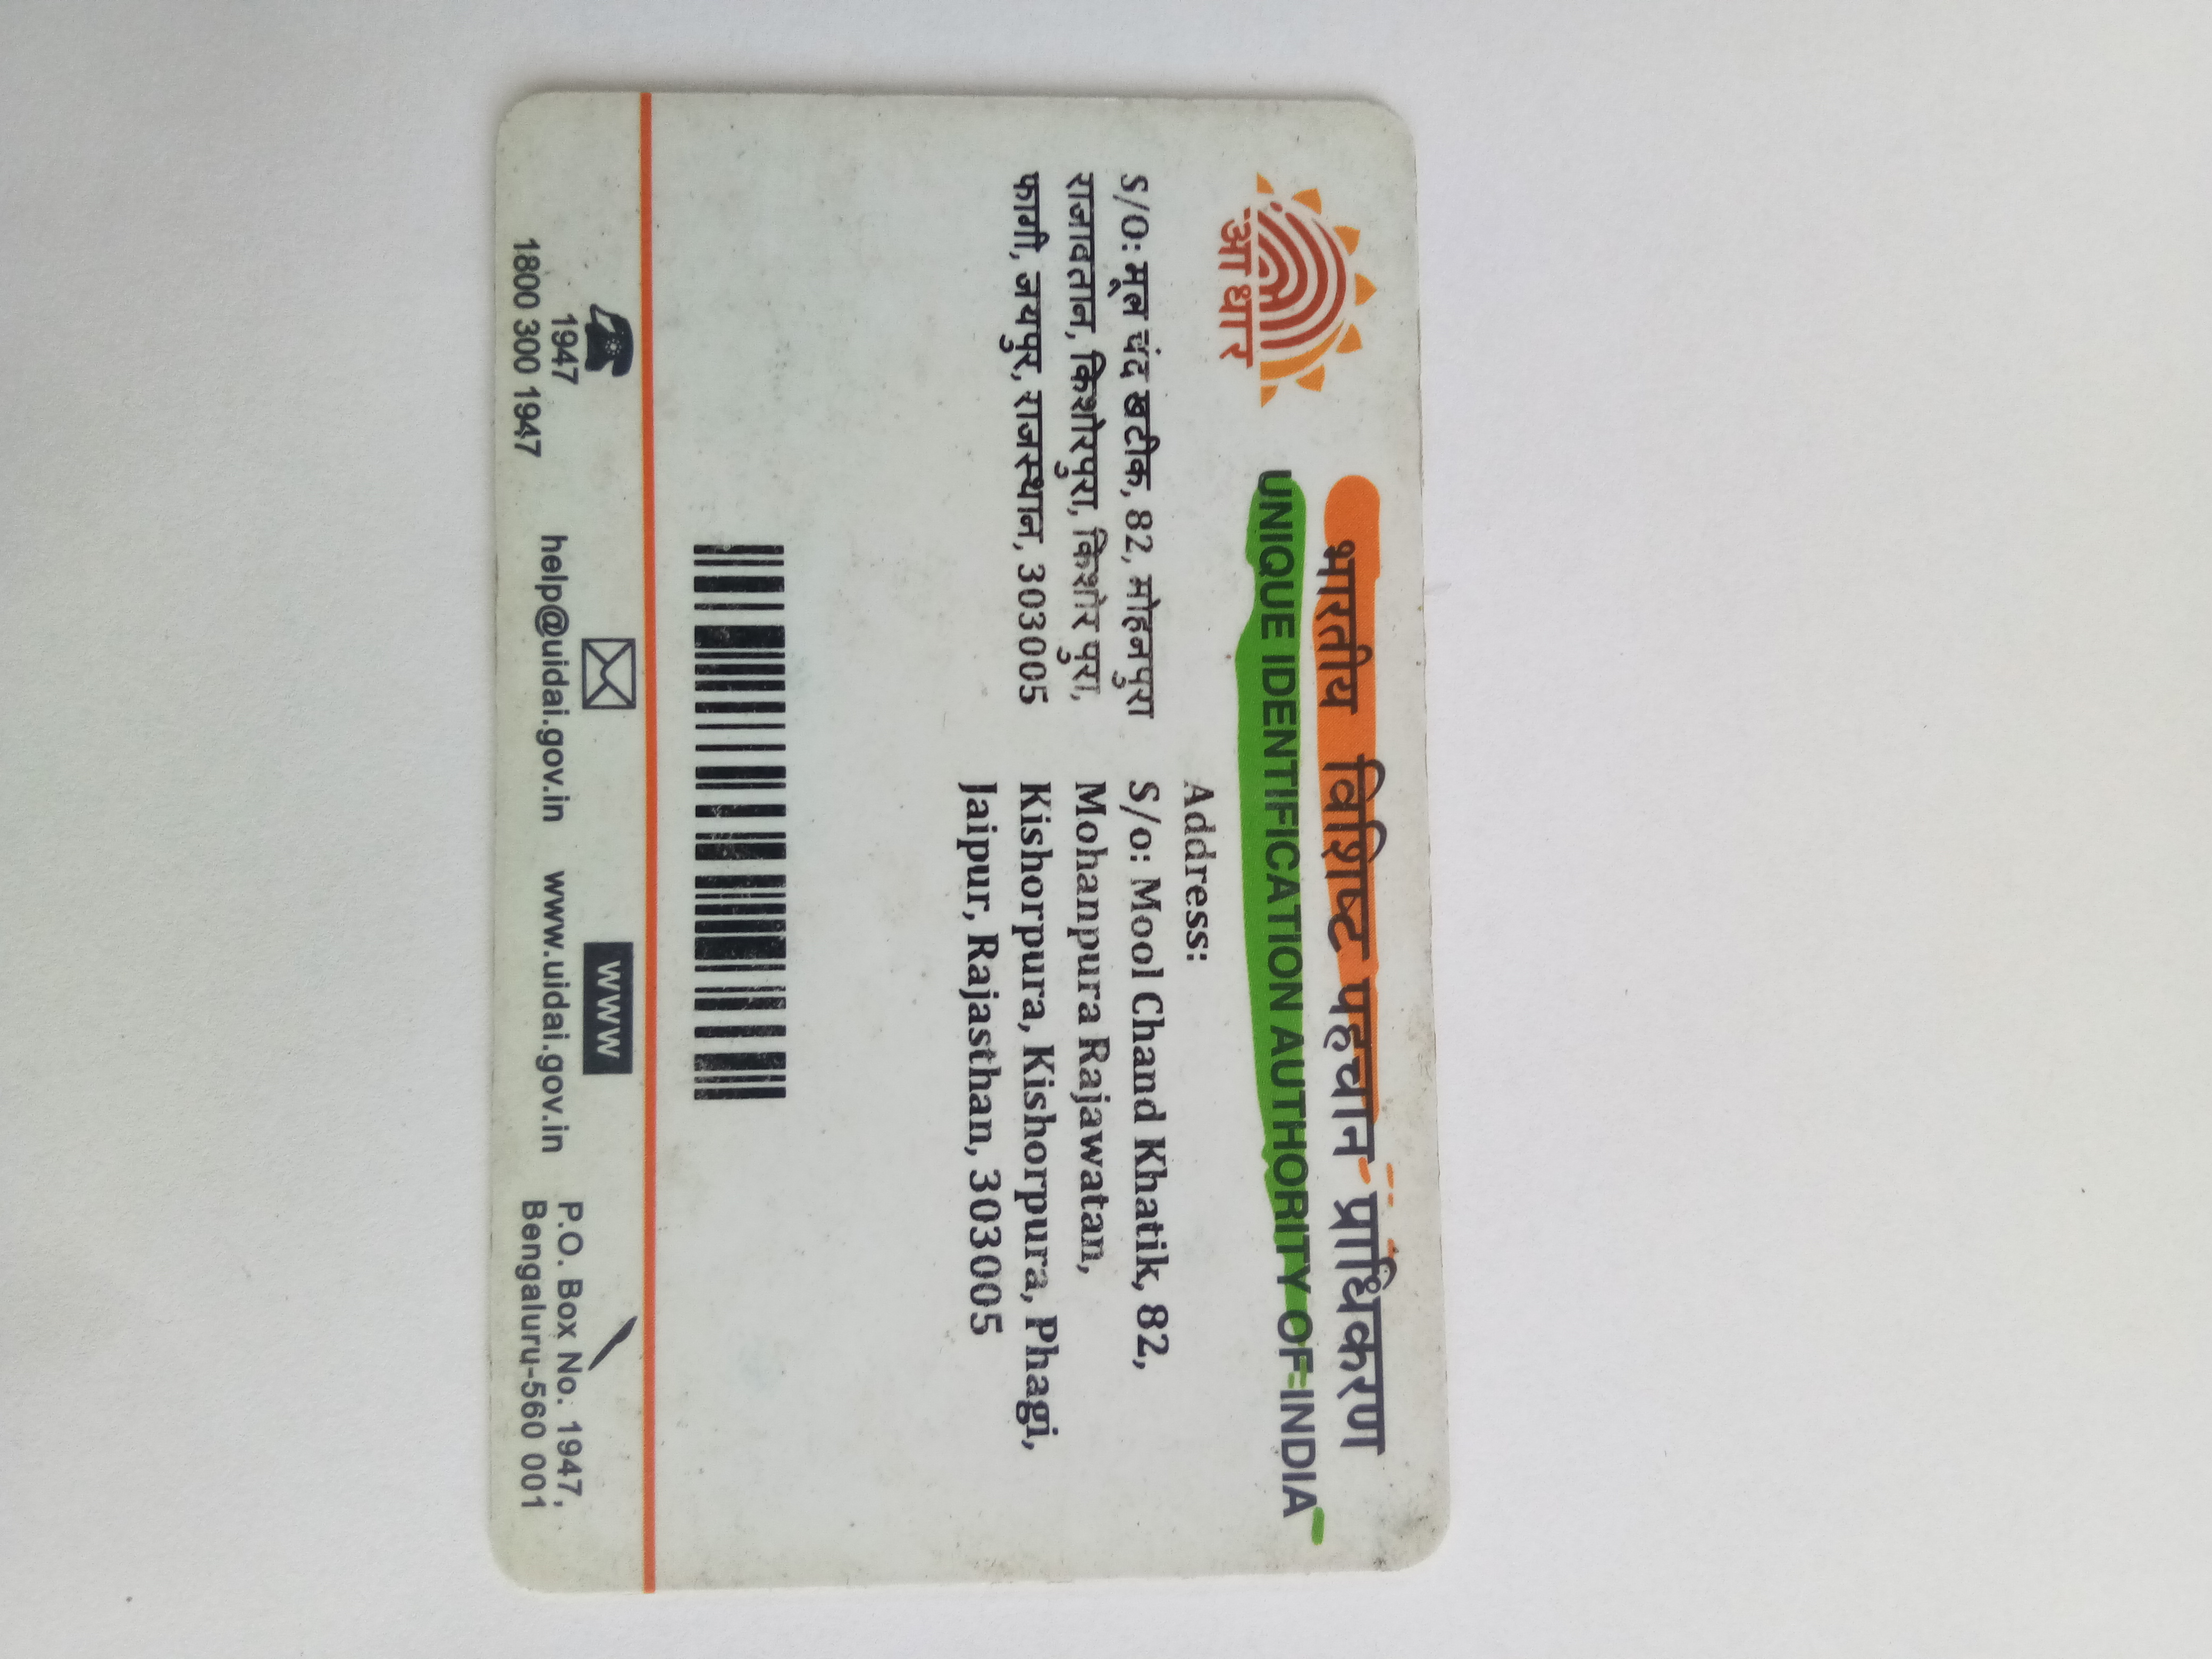 भारतीय विशिष्ट पहचान प्राधिकरण
UNIQUE IDENTIFICATION AUTHORITY OF INDIA
आधार
S/O: मूल चंद खटीक, 82, मोहनपुरा
राजावतान, किशोरपुरा, किशोर पुरा,
फागी, जयपुर, राजस्थान, 303005
Address:
S/o: Mool Chand Khatik, 82,
Mohanpura Rajawatan,
Kishorpura, Kishorpura, Phagi,
Jaipur, Rajasthan, 303005
1947
1800 300 1947
help@uidai.gov.in
www
www.uidai.gov.in
P.O. Box No. 1947,
Bengaluru-560 001